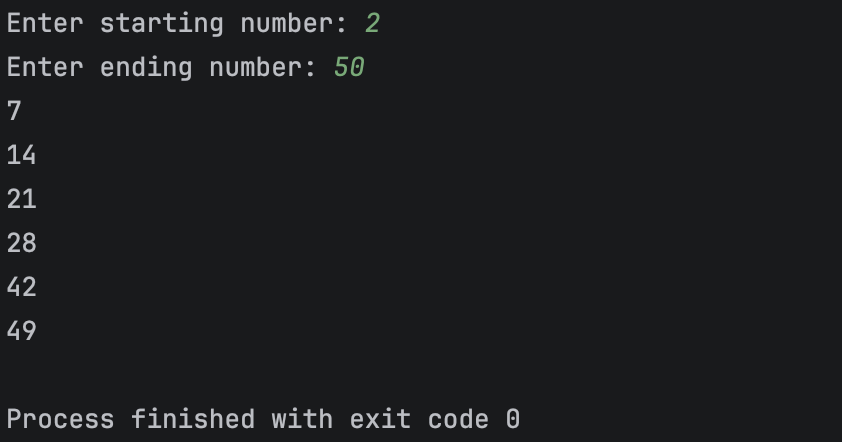 Enter starting number: 2
Enter ending number: 50
7
14
21
28
42
49
Process finished with exit code 0